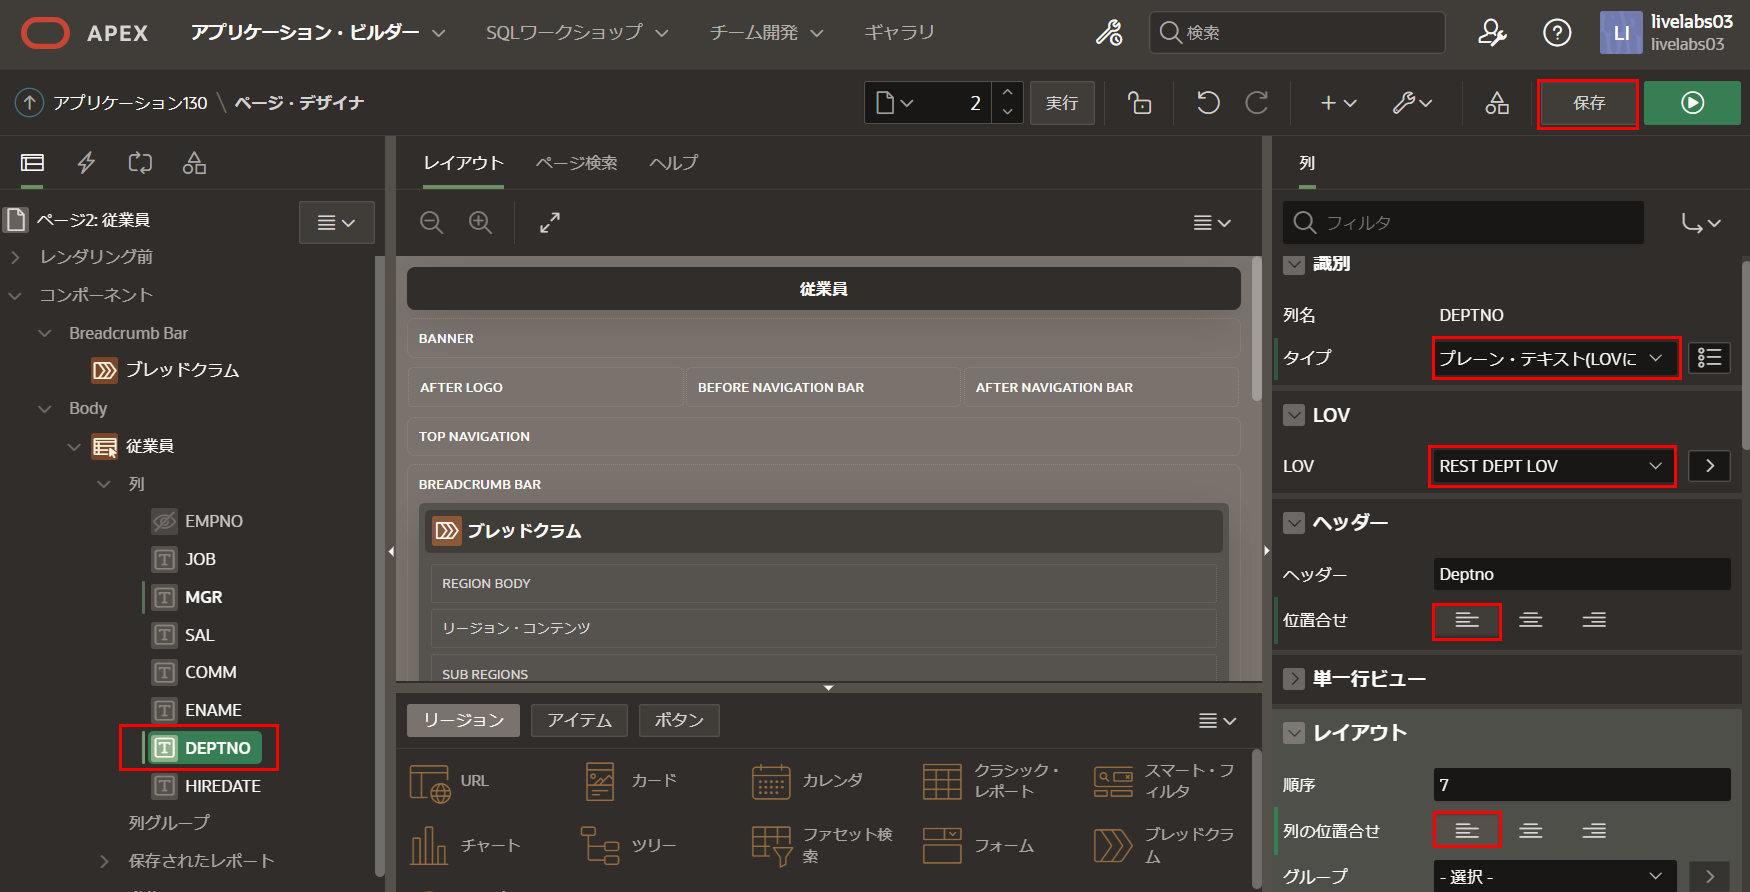 APEX アプリケーション・ビルダー SQLワークショップ チーム開発 ギャラリ 検索 LI livelabs03
livelabs03
アプリケーション130 \ ページ・デザイナ 2 実行 保存
ページ2: 従業員
レンダリング前
コンポーネント
Breadcrumb Bar
ブレッドクラム
Body
従業員
列
EMPNO
JOB
MGR
SAL
COMM
ENAME
DEPTNO
HIREDATE
列グループ
保存されたレポート
レイアウト ページ検索 ヘルプ
従業員
BANNER
AFTER LOGO BEFORE NAVIGATION BAR AFTER NAVIGATION BAR
TOP NAVIGATION
BREADCRUMB BAR
ブレッドクラム
REGION BODY
リージョン・コンテンツ
SUB REGIONS
リージョン アイテム ボタン
URL カード カレンダ クラシック・
レポート スマート・フ
ィルタ
チャート ツリー ファセット検
索 フォーム ブレッドクラ
ム
列
フィルタ
識別
列名 DEPTNO
タイプ プレーン・テキスト(LOVに
LOV
LOV REST DEPT LOV
ヘッダー
ヘッダー Deptno
位置合せ
単一行ビュー
レイアウト
順序 7
列の位置合せ
グループ - 選択 -